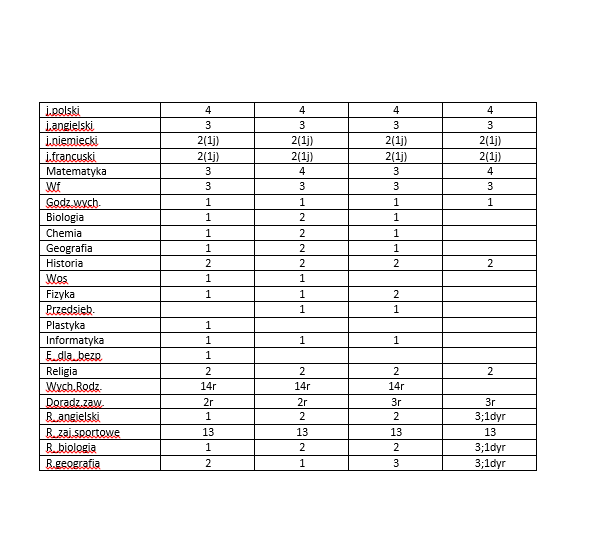 j.polski 4 4 4 4
j.angielski 3 3 3 3
j.niemiecki 2(1j) 2(1j) 2(1j) 2(1j)
j.francuski 2(1j) 2(1j) 2(1j) 2(1j)
Matematyka 3 4 3 4
Wf 3 3 3 3
Godz.wych. 1 1 1 1
Biologia 1 2 1
Chemia 1 2 1
Geografia 1 2 1
Historia 2 2 2 2
Wos 1 1
Fizyka 1 1 2
Przedsięb. 1 1
Plastyka 1
Informatyka 1 1 1
E_dla_bezp 1
Religia 2 2 2 2
Wych.Rodz. 14r 14r 14r
Doradz.zaw. 2r 2r 3r 3r
R_angielski 1 2 2 3;1dyr
R_zaj.sportowe 13 13 13 13
R_biologia 1 2 2 3;1dyr
R.geografia 2 1 3 3;1dyr